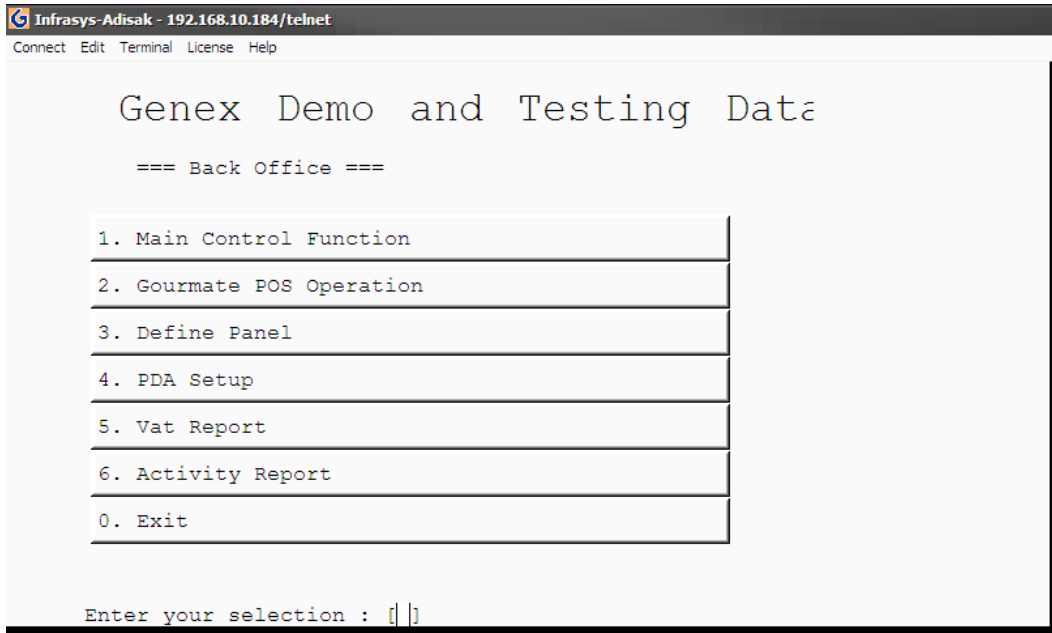 Infrasys-Adisak - 192.168.10.184/telnet
Connect Edit Terminal License Help
Genex Demo and Testing Data
=== Back Office ===
1. Main Control Function
2. Gourmate POS Operation
3. Define Panel
4. PDA Setup
5. Vat Report
6. Activity Report
0. Exit
Enter your selection : [ ]